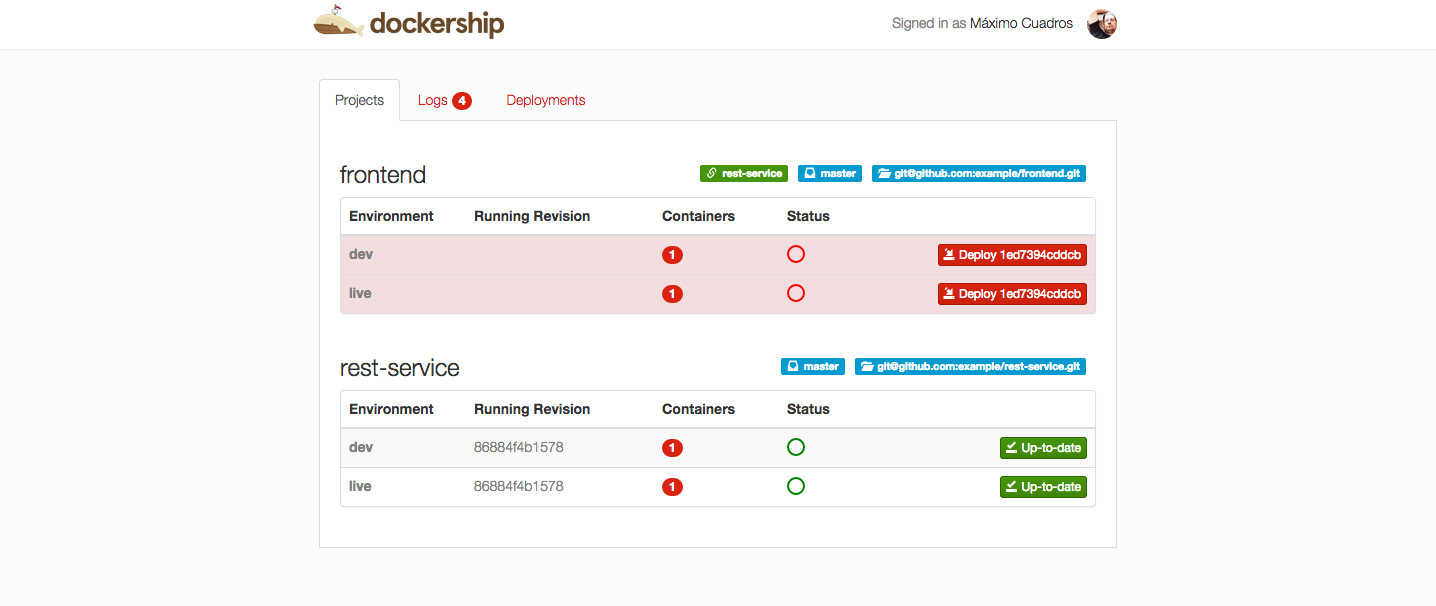 dockership
Signed in as Máximo Cuadros
Projects Logs 4 Deployments
frontend rest-service master git@github.com:example/frontend.git
Environment Running Revision Containers Status
dev 1 Deploy 1ed7394cddcb
live 1 Deploy 1ed7394cddcb
rest-service master git@github.com:example/rest-service.git
Environment Running Revision Containers Status
dev 86884f4b1578 1 Up-to-date
live 86884f4b1578 1 Up-to-date